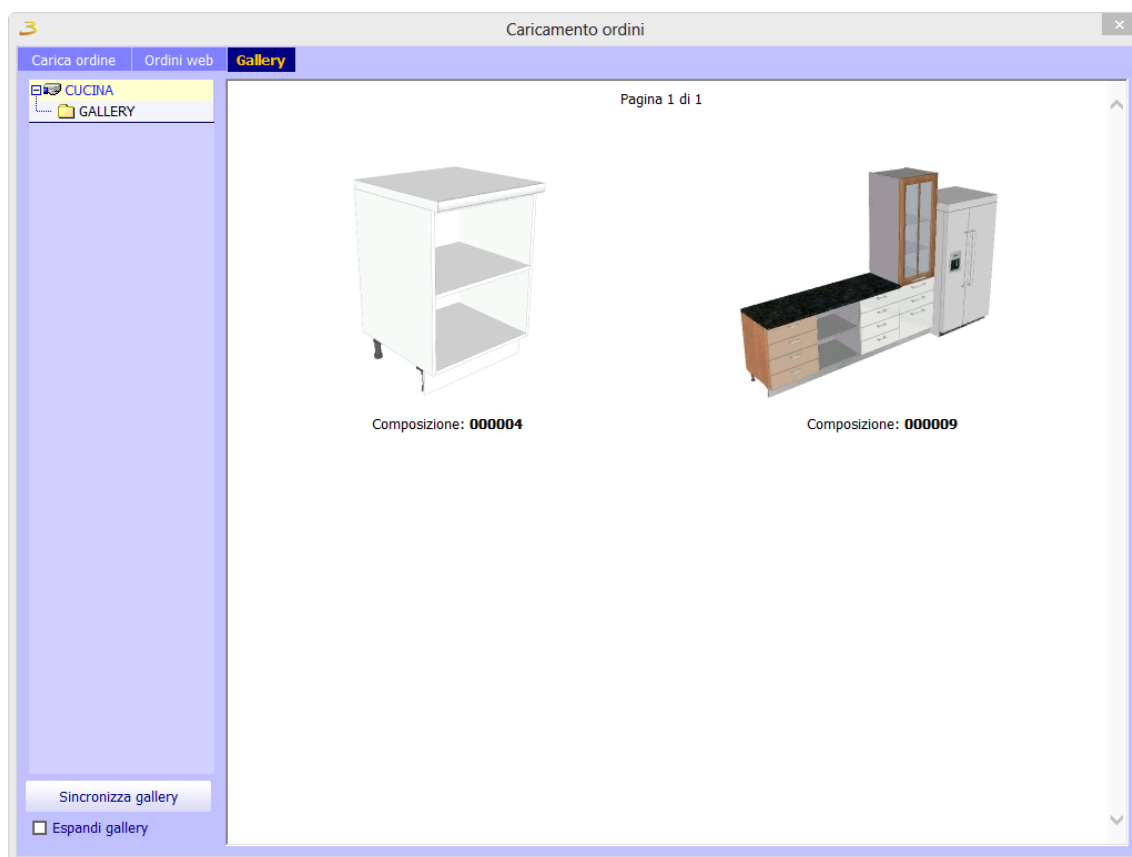 Caricamento ordini
Carica ordine Ordini web Gallery
CUCINA
GALLERY
Pagina 1 di 1
Composizione: 000004
Composizione: 000009
Sincronizza gallery
Espandi gallery